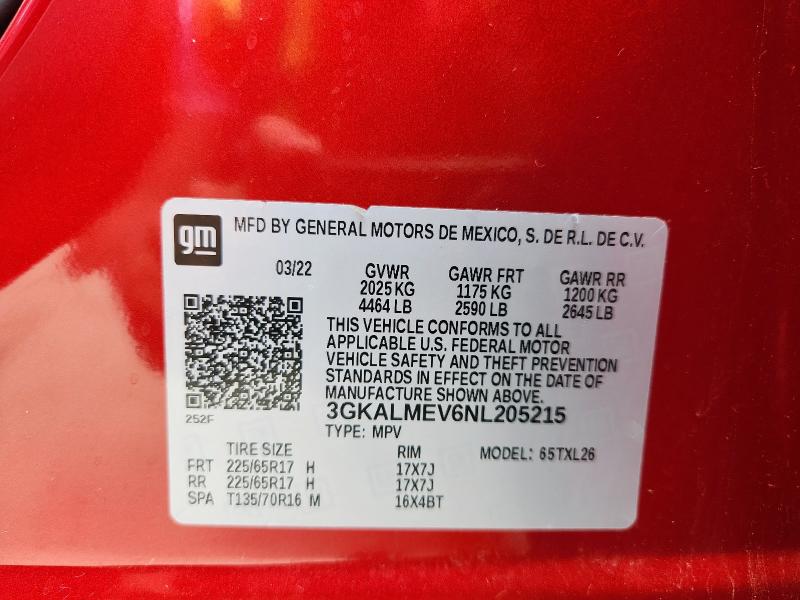 gm MFD BY GENERAL MOTORS DE MEXICO, S. DE R.L. DE C.V.
03/22 GVWR GAWR FRT GAWR RR
2025 KG 1175 KG 1200 KG
4464 LB 2590 LB 2645 LB
THIS VEHICLE CONFORMS TO ALL
APPLICABLE U.S. FEDERAL MOTOR
VEHICLE SAFETY AND THEFT PREVENTION
STANDARDS IN EFFECT ON THE DATE OF
MANUFACTURE SHOWN ABOVE.
3GKALMEV6NL205215
252F
TYPE: MPV
TIRE SIZE RIM MODEL: 65TXL26
FRT 225/65R17 H 17X7J
RR 225/65R17 H 17X7J
SPA T135/70R16 M 16X4BT